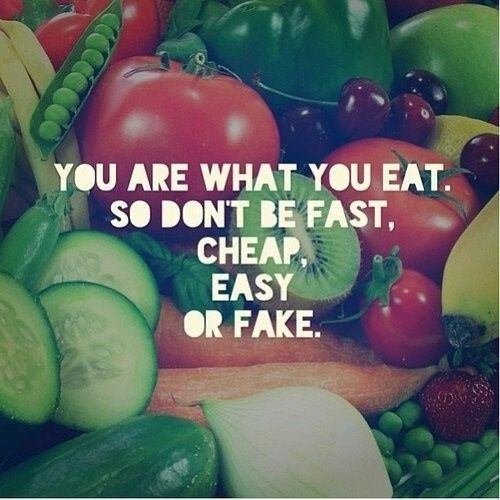 YOU ARE WHAT YOU EAT.
SO DON'T BE FAST,
CHEAP,
EASY
OR FAKE.